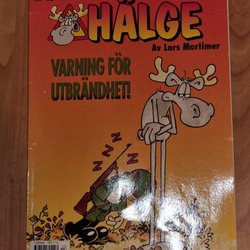 HÄLGE
Av Lars Mortimer
VARNING FÖR
UTBRÄNDHET!
Z Z Z Z